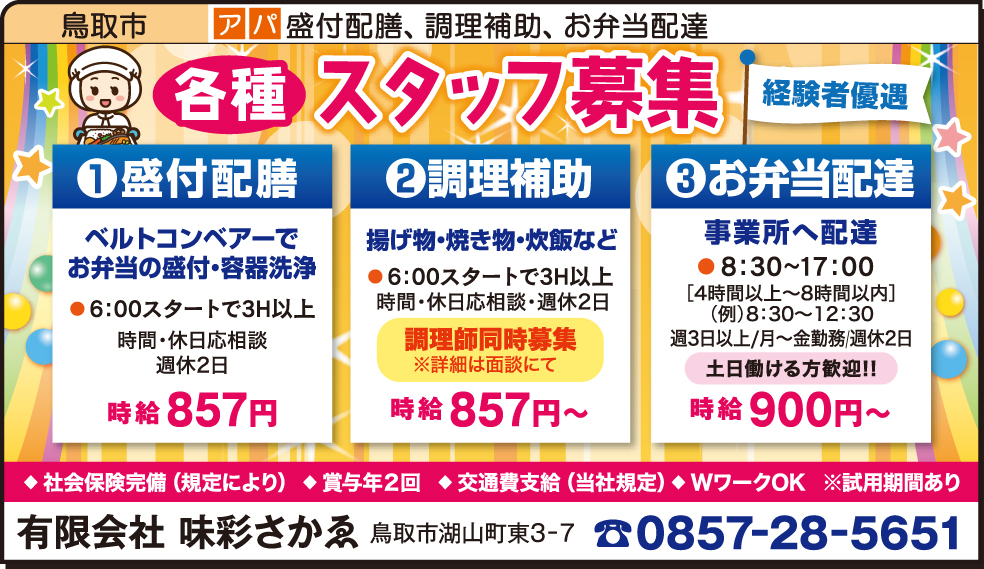 鳥取市
アパ 盛付配膳、調理補助、お弁当配達
各種 スタッフ募集
経験者優遇
❶盛付配膳
ベルトコンベアーで
お弁当の盛付・容器洗浄
●6:00スタートで3H以上
時間・休日応相談
週休2日
時給857円
❷調理補助
揚げ物・焼き物・炊飯など
●6:00スタートで3H以上
時間・休日応相談・週休2日
調理師同時募集
※詳細は面談にて
時給857円〜
❸お弁当配達
事業所へ配達
●8:30~17:00
[4時間以上〜8時間以内]
(例)8:30〜12:30
週3日以上/月〜金勤務/週休2日
土日働ける方歓迎!!
時給900円〜
◆社会保険完備(規定により) ◆賞与年2回 ◆交通費支給(当社規定) ◆WワークOK ※試用期間あり
有限会社 味彩さかゑ 鳥取市湖山町東3-7 ☎0857-28-5651